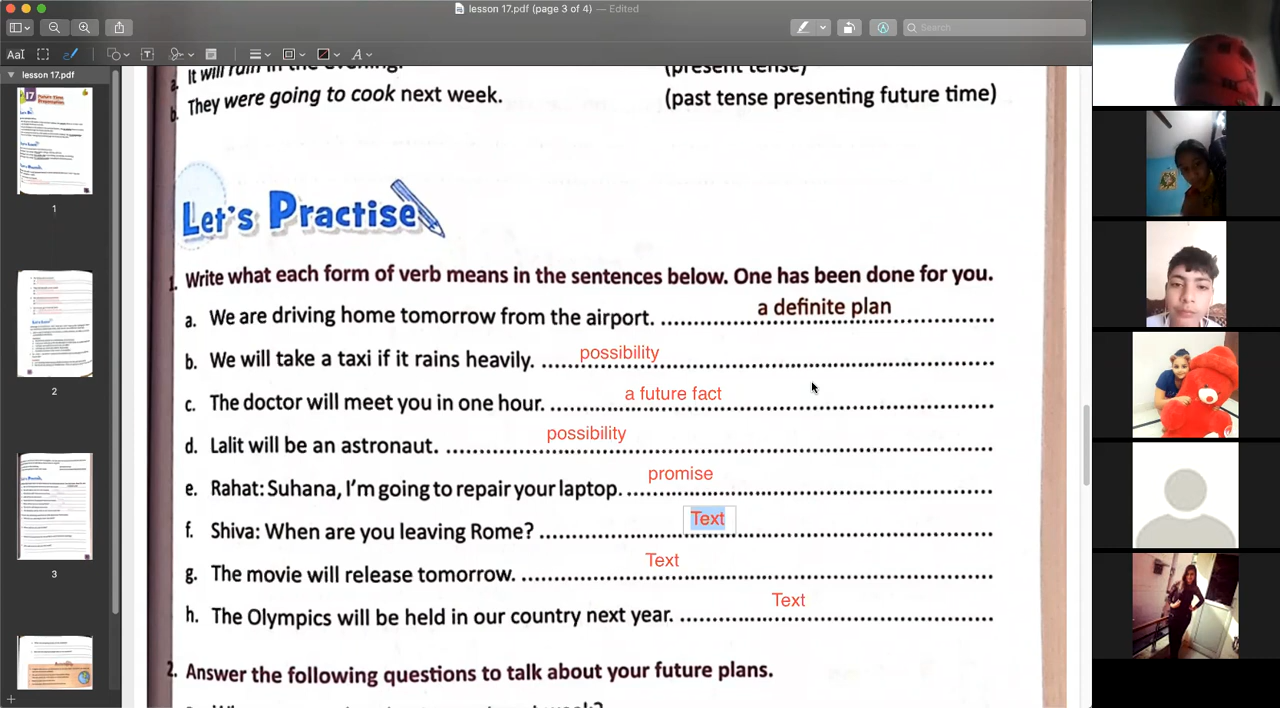 lesson 17.pdf (page 3 of 4) — Edited
Search
AaI
T
A
lesson 17.pdf
17 Future Time
1
2
3
a. It will rain in the evening. (present tense)
b. They were going to cook next week. (past tense presenting future time)
Let's Practise
1. Write what each form of verb means in the sentences below. One has been done for you.
a. We are driving home tomorrow from the airport. a definite plan
b. We will take a taxi if it rains heavily. possibility
c. The doctor will meet you in one hour. a future fact
d. Lalit will be an astronaut. possibility
e. Rahat: Suhana, I'm going to repair your laptop. promise
f. Shiva: When are you leaving Rome? Text
g. The movie will release tomorrow. Text
h. The Olympics will be held in our country next year. Text
2. Answer the following questions to talk about your future plans.